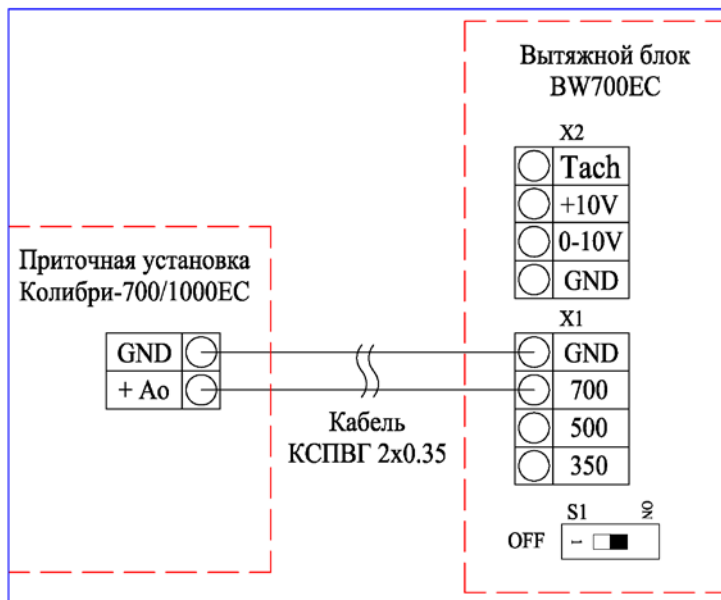 Вытяжной блок
BW700EC
X2
Tach
+10V
0-10V
GND
Приточная установка
Колибри-700/1000ЕС
GND
+ Ao
Кабель
КСПВГ 2x0.35
X1
GND
700
500
350
S1
ON
OFF
1